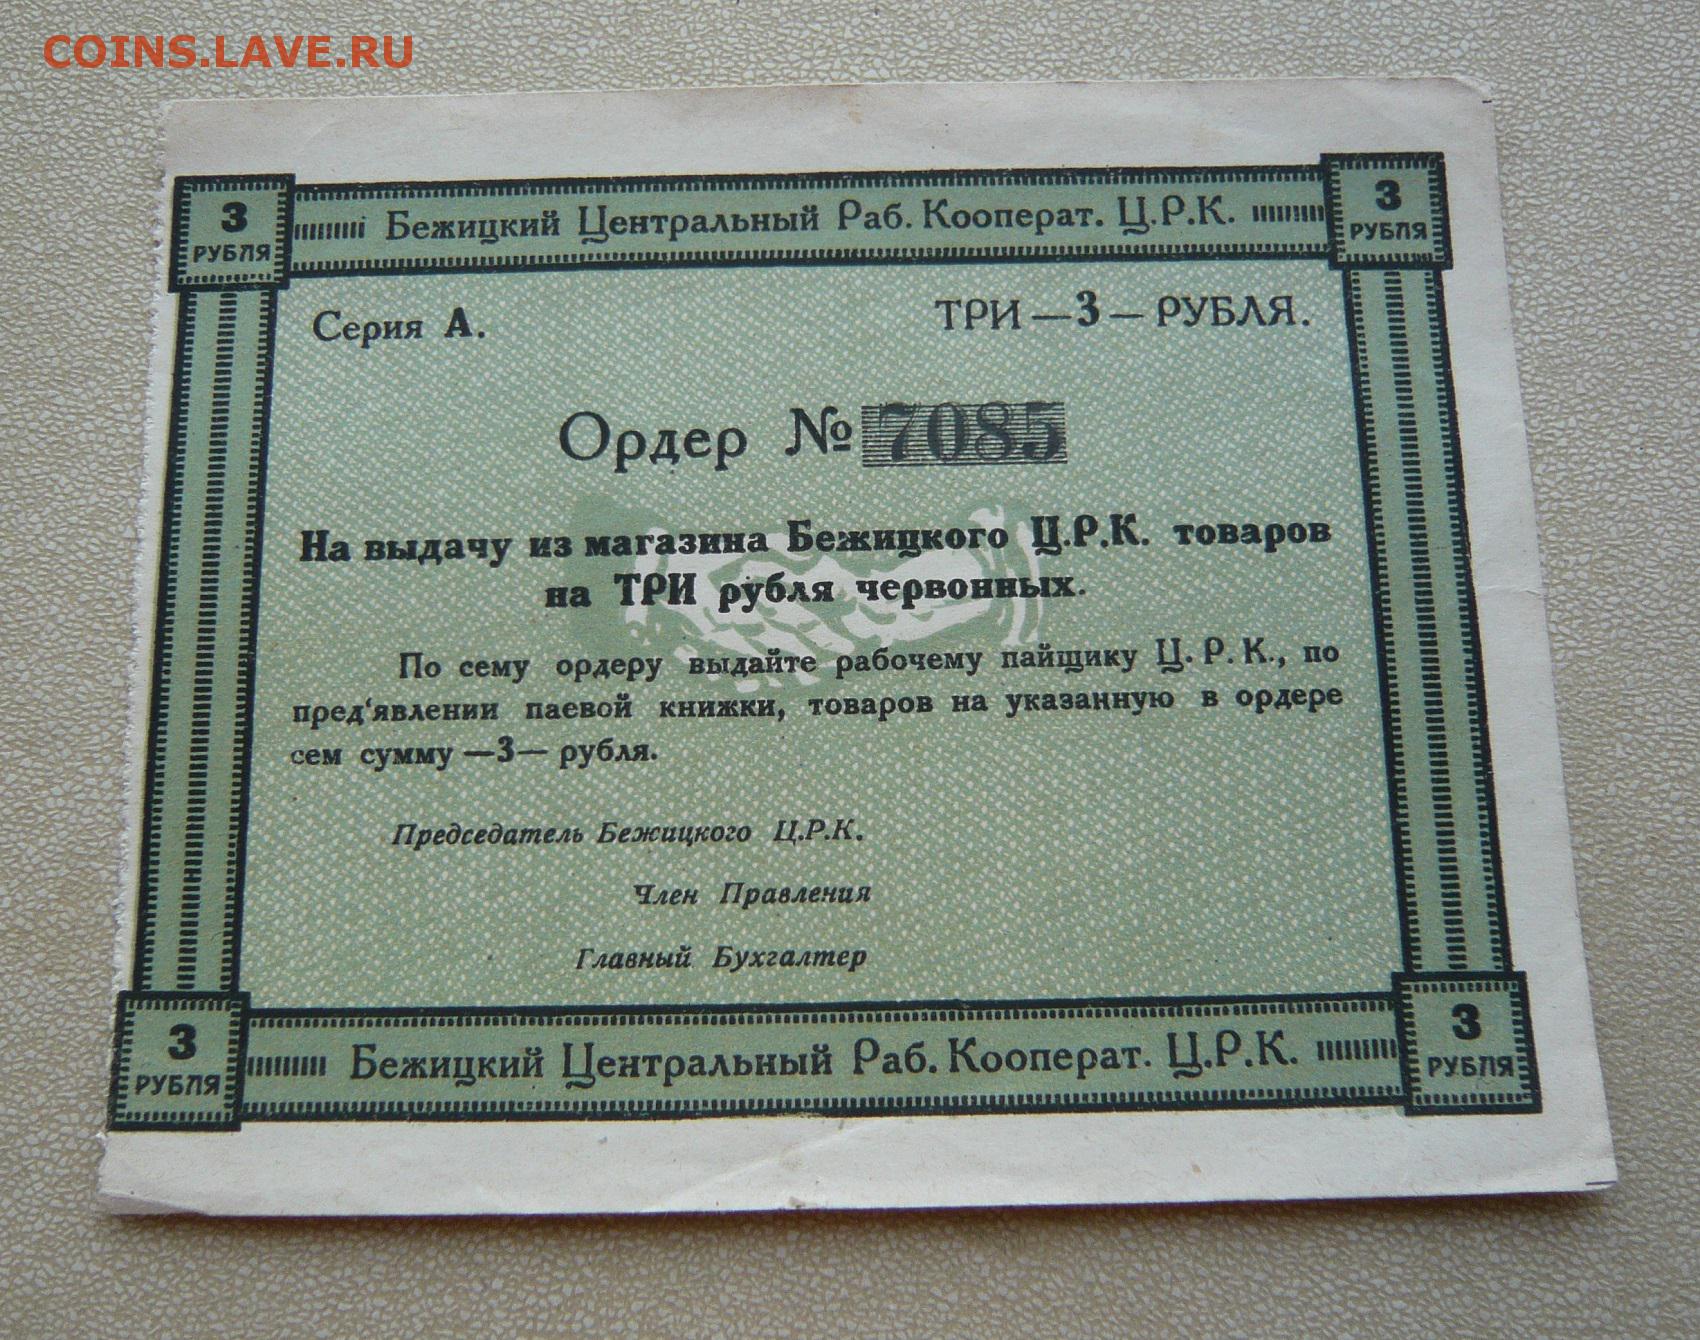 COINS.LAVE.RU
3 РУБЛЯ
Бежицкий Центральный Раб. Кооперат. Ц.Р.К.
3 РУБЛЯ
Серия А.
ТРИ —3— РУБЛЯ.
Ордер № 7085
На выдачу из магазина Бежицкого Ц.Р.К. товаров
на ТРИ рубля червонных.
По сему ордеру выдайте рабочему пайщику Ц. Р. К., по
пред‘явлении паевой книжки, товаров на указанную в ордере
сем сумму —3— рубля.
Председатель Бежицкого Ц.Р.К.
Член Правления
Главный Бухгалтер
3 РУБЛЯ
Бежицкий Центральный Раб. Кооперат. Ц.Р.К.
3 РУБЛЯ